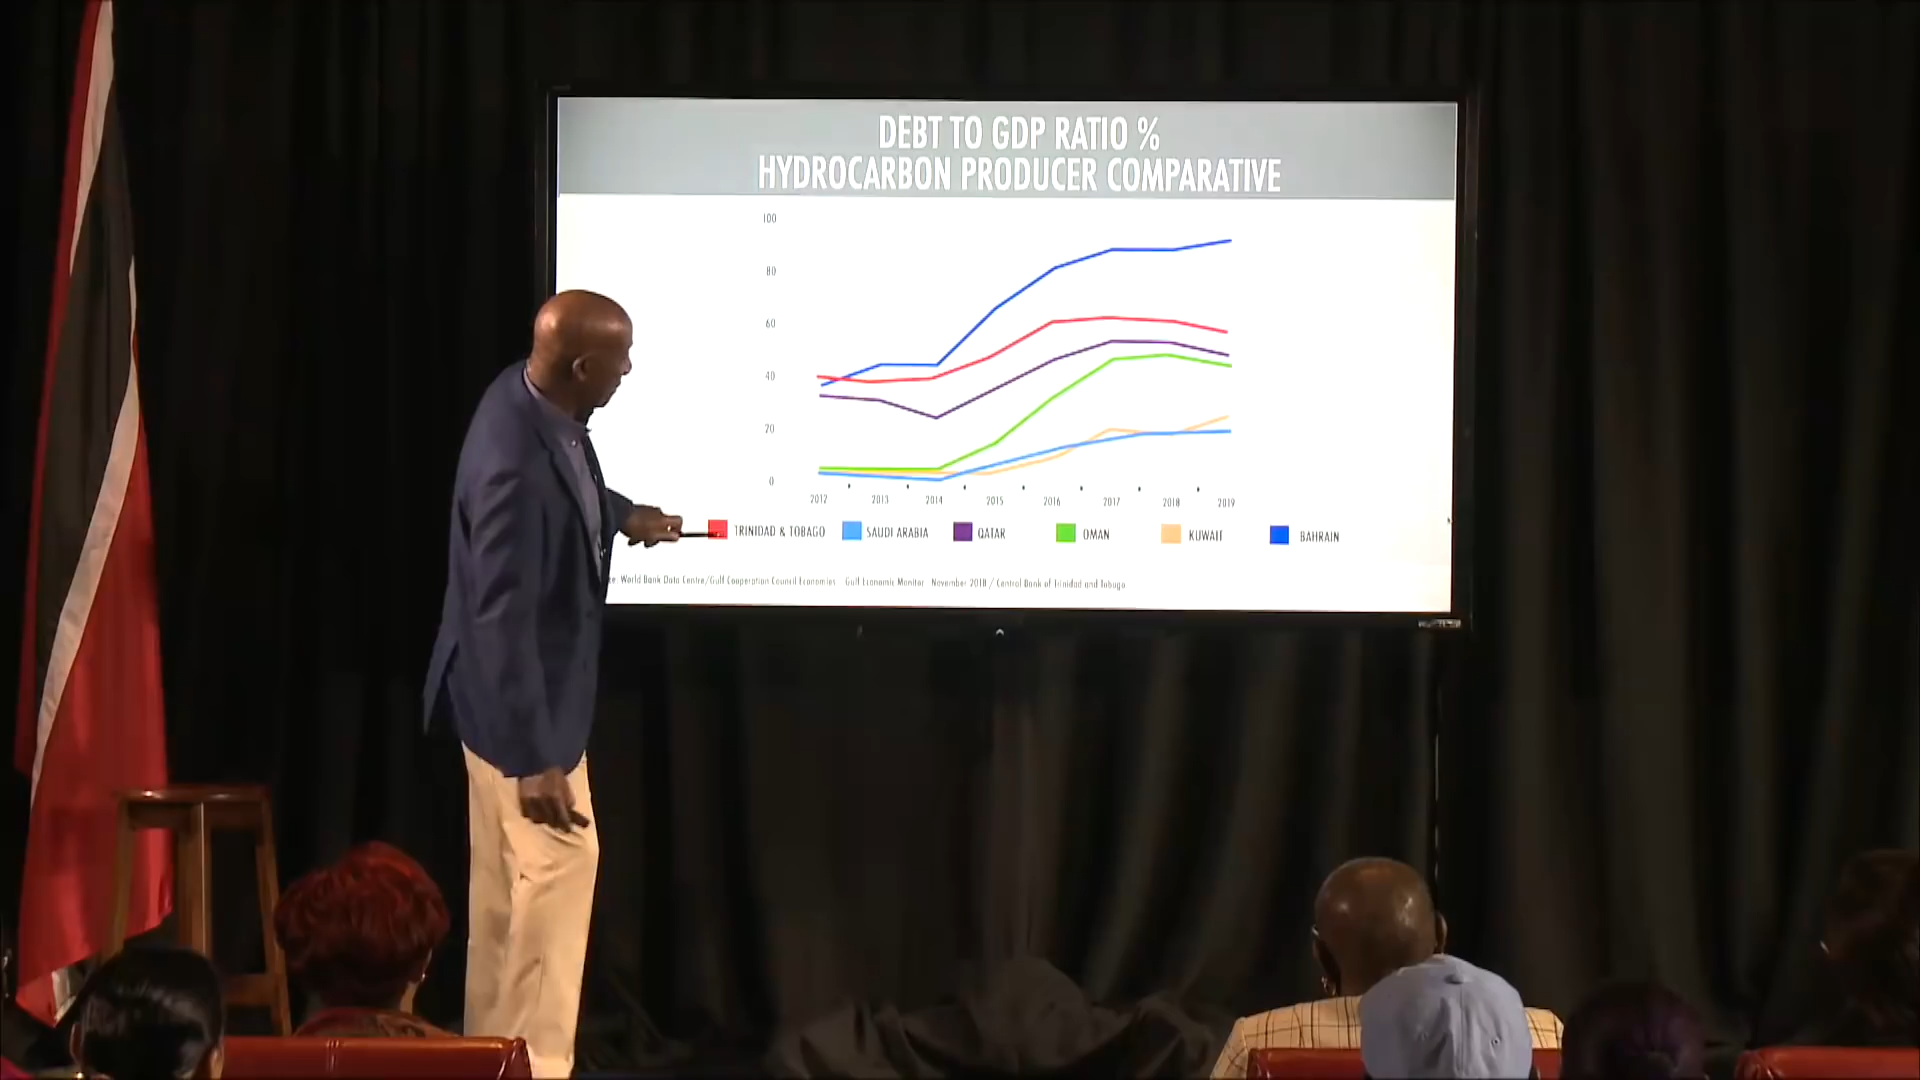 DEBT TO GDP RATIO %
HYDROCARBON PRODUCER COMPARATIVE
100
80
60
40
20
0
2012 2013 2014 2015 2016 2017 2018 2019
TRINIDAD & TOBAGO SAUDI ARABIA QATAR OMAN KUWAIT BAHRAIN
World Bank Data Centre/Gulf Cooperation Council Economies Gulf Economic Monitor November 2018 / Central Bank of Trinidad and Tobago